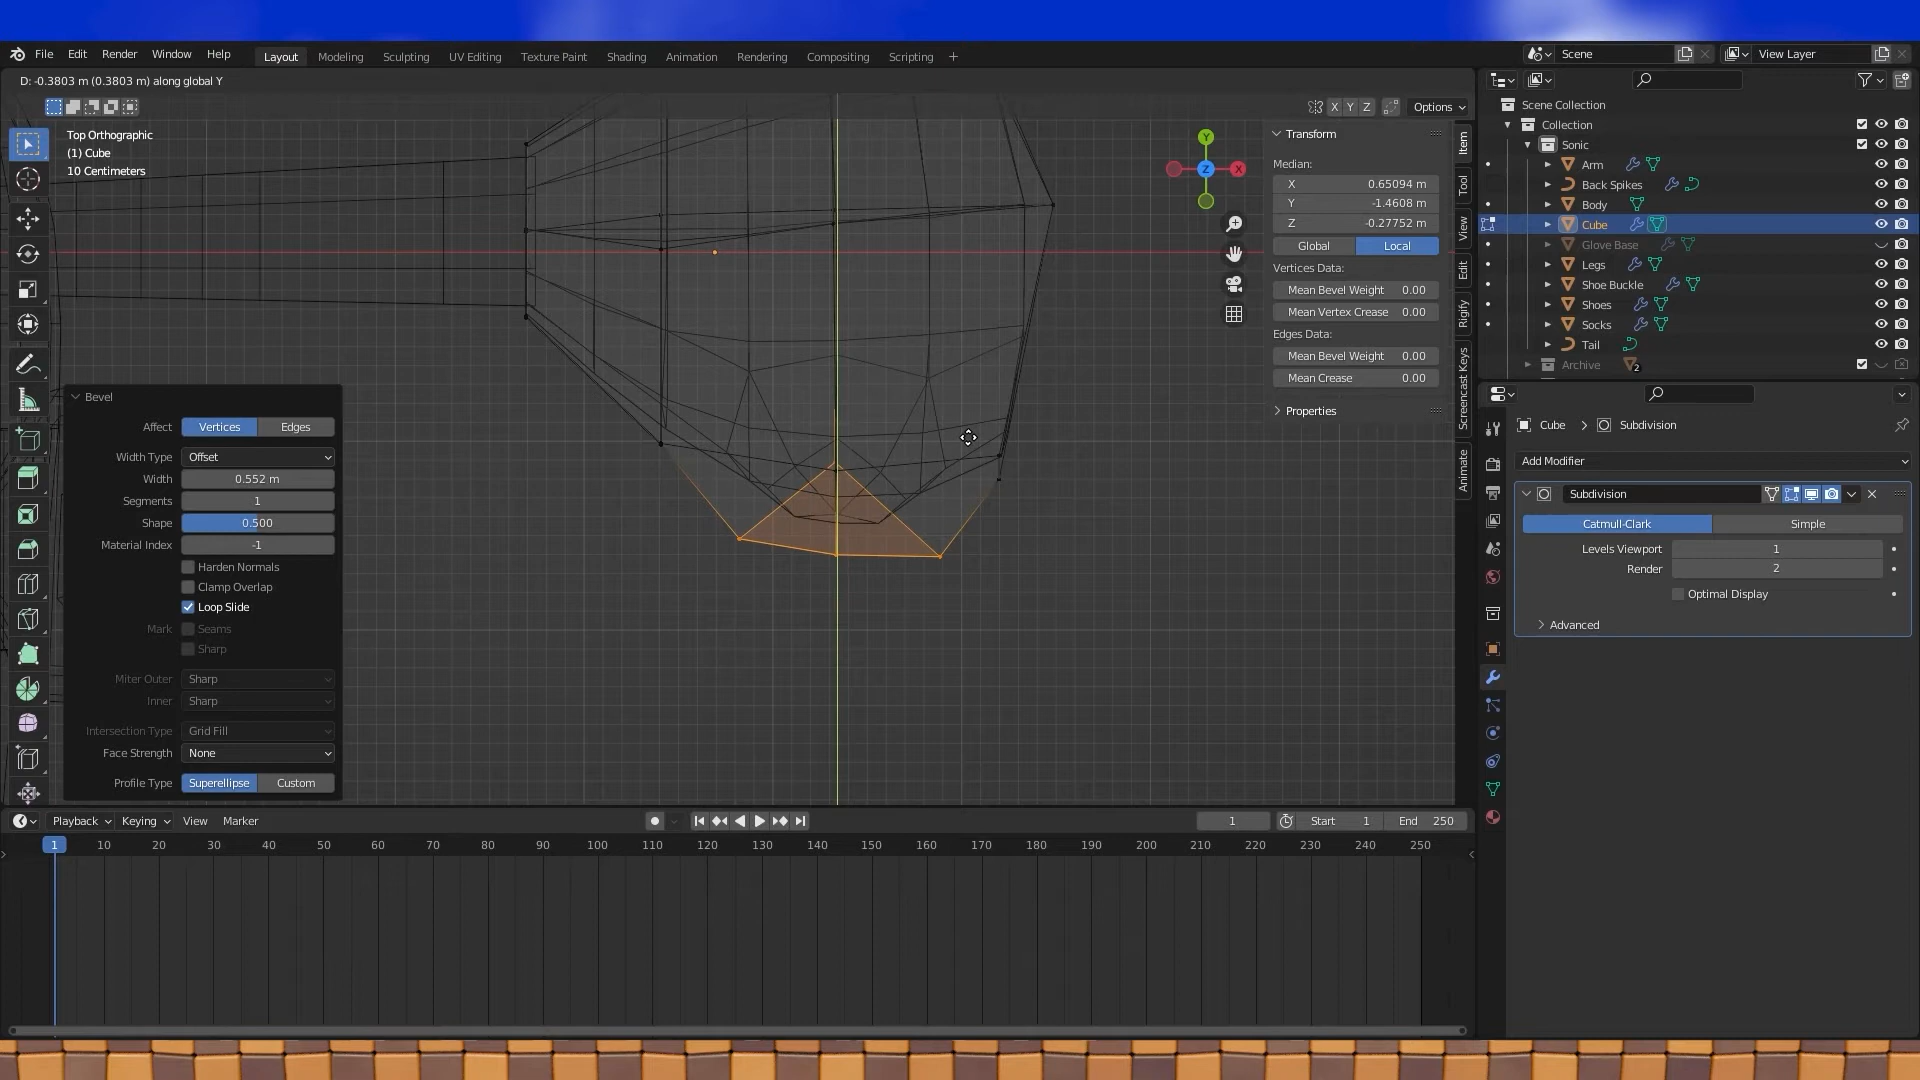 File Edit Render Window Help Layout Modeling Sculpting UV Editing Texture Paint Shading Animation Rendering Compositing Scripting + Scene View Layer
D: -0.3803 m (0.3803 m) along global Y
X Y Z Options
Top Orthographic
(1) Cube
10 Centimeters
Y
Z X
Transform
Median:
X 0.65094 m
Y -1.4608 m
Z -0.27752 m
Global Local
Vertices Data:
Mean Bevel Weight 0.00
Mean Vertex Crease 0.00
Edges Data:
Mean Bevel Weight 0.00
Mean Crease 0.00
Properties
Item
Tool
View
Edit
Rigify
Screencast Keys
Animate
Scene Collection
Collection
Sonic
Arm
Back Spikes
Body
Cube
Glove Base
Legs
Shoe Buckle
Shoes
Socks
Tail
Archive 2
Cube > Subdivision
Add Modifier
Subdivision
Catmull-Clark Simple
Levels Viewport 1
Render 2
Optimal Display
Advanced
Bevel
Affect Vertices Edges
Width Type Offset
Width 0.552 m
Segments 1
Shape 0.500
Material Index -1
Harden Normals
Clamp Overlap
Loop Slide
Mark Seams
Sharp
Miter Outer Sharp
Inner Sharp
Intersection Type Grid Fill
Face Strength None
Profile Type Superellipse Custom
Playback Keying View Marker 1 Start 1 End 250
1 10 20 30 40 50 60 70 80 90 100 110 120 130 140 150 160 170 180 190 200 210 220 230 240 250